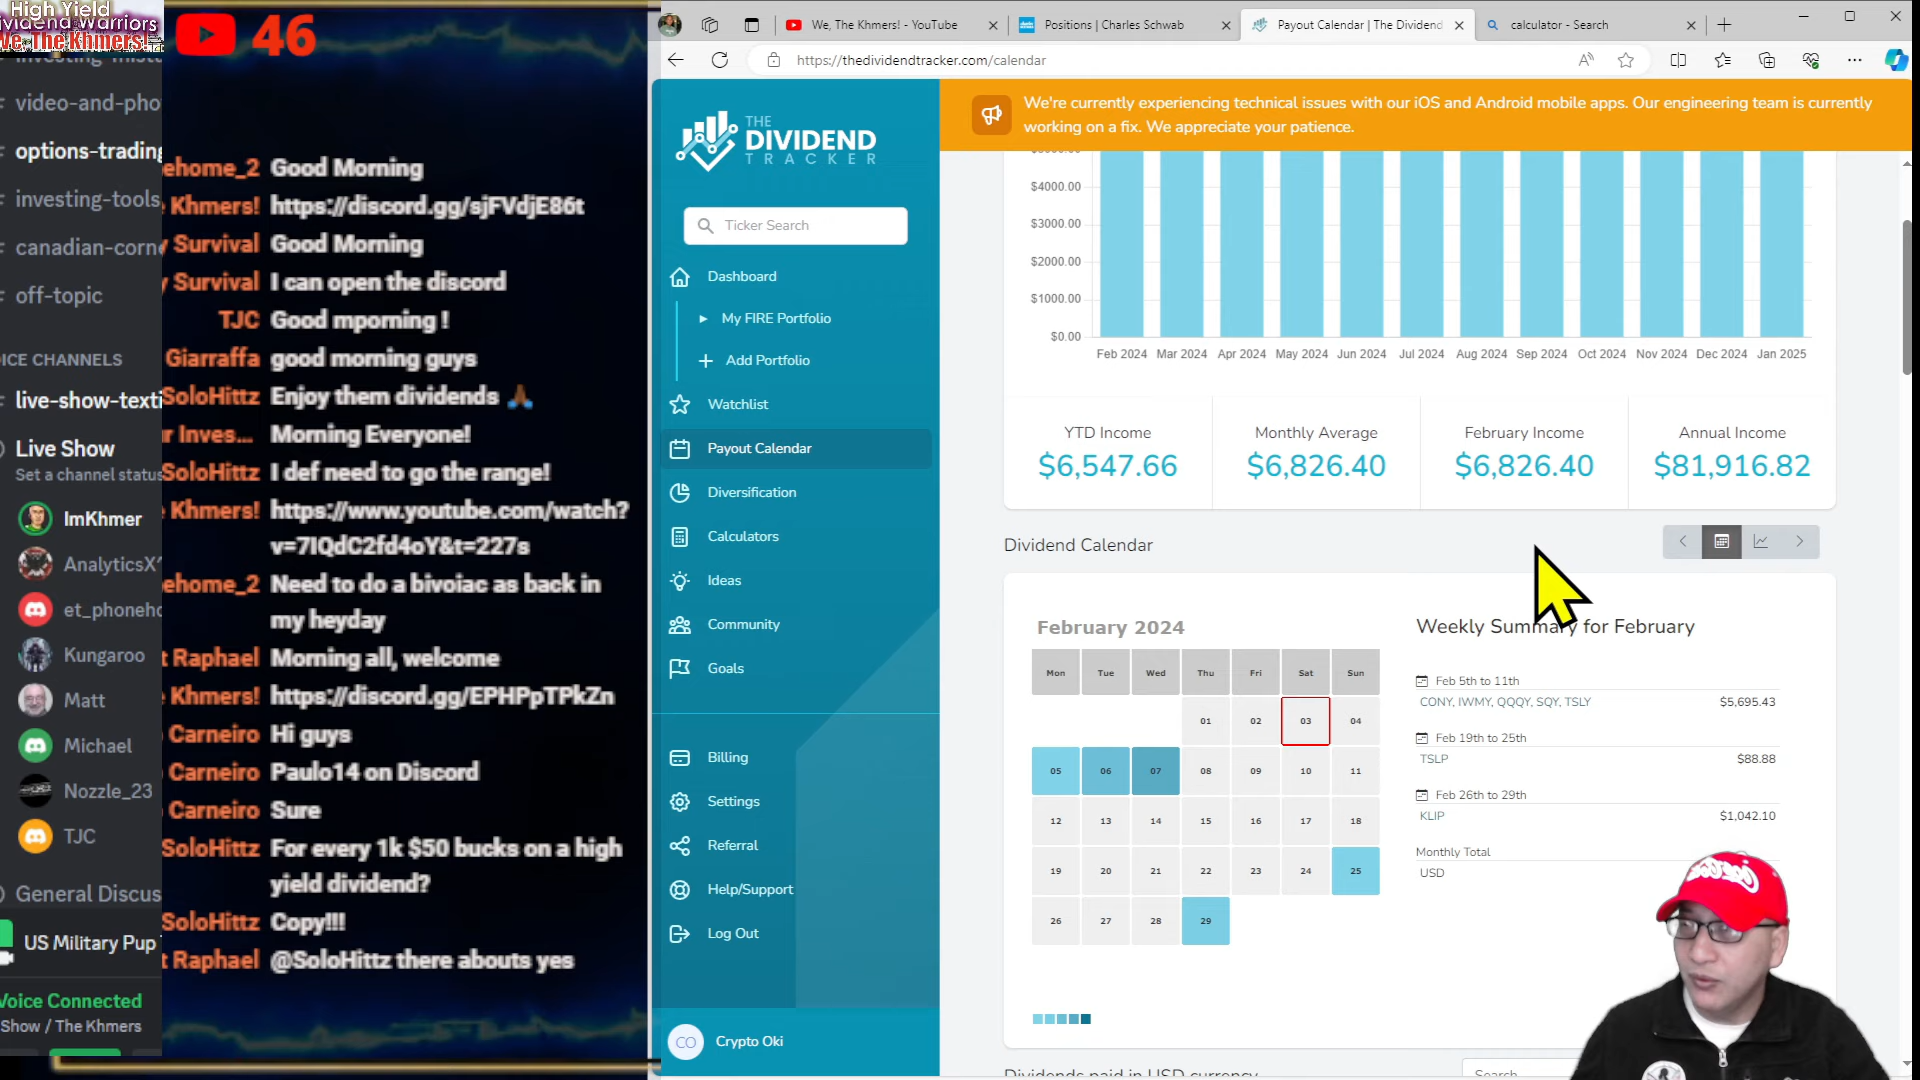 High Yield
Dividend Warriors
We, The Khmers!
46
video-and-pho
options-trading
investing-tools
canadian-corne
off-topic
ICE CHANNELS
live-show-texti
Live Show
Set a channel status
ImKhmer
AnalyticsX
et_phoneho
Kungaroo
Matt
Michael
Nozzle_23
TJC
General Discus
US Military Pup
Voice Connected
Show / The Khmers
ehome_2 Good Morning
Khmers! https://discord.gg/sjFVdjE86t
y Survival Good Morning
y Survival I can open the discord
TJC Good mporning !
Giarraffa good morning guys
SoloHittz Enjoy them dividends 🙏🏾
r Inves... Morning Everyone!
SoloHittz I def need to go the range!
Khmers! https://www.youtube.com/watch?
v=7IQdC2fd4oY&t=227s
ehome_2 Need to do a bivoiac as back in
my heyday
t Raphael Morning all, welcome
Khmers! https://discord.gg/EPHPpTPkZn
Carneiro Hi guys
Carneiro Paulo14 on Discord
Carneiro Sure
SoloHittz For every 1k $50 bucks on a high
yield dividend?
SoloHittz Copy!!!
t Raphael @SoloHittz there abouts yes
We, The Khmers! - YouTube
Positions | Charles Schwab
Payout Calendar | The Dividend
calculator - Search
https://thedividendtracker.com/calendar
THE
DIVIDEND
TRACKER
Ticker Search
Dashboard
My FIRE Portfolio
Add Portfolio
Watchlist
Payout Calendar
Diversification
Calculators
Ideas
Community
Goals
Billing
Settings
Referral
Help/Support
Log Out
CO Crypto Oki
We're currently experiencing technical issues with our iOS and Android mobile apps. Our engineering team is currently
working on a fix. We appreciate your patience.
$4000.00
$3000.00
$2000.00
$1000.00
$0.00
Feb 2024 Mar 2024 Apr 2024 May 2024 Jun 2024 Jul 2024 Aug 2024 Sep 2024 Oct 2024 Nov 2024 Dec 2024 Jan 2025
YTD Income Monthly Average February Income Annual Income
$6,547.66 $6,826.40 $6,826.40 $81,916.82
Dividend Calendar
February 2024
Mon Tue Wed Thu Fri Sat Sun
01 02 03 04
05 06 07 08 09 10 11
12 13 14 15 16 17 18
19 20 21 22 23 24 25
26 27 28 29
Weekly Summary for February
Feb 5th to 11th
CONY, IWMY, QQQY, SQY, TSLY $5,695.43
Feb 19th to 25th
TSLP $88.88
Feb 26th to 29th
KLIP $1,042.10
Monthly Total
USD
Dividends paid in USD currency
Search